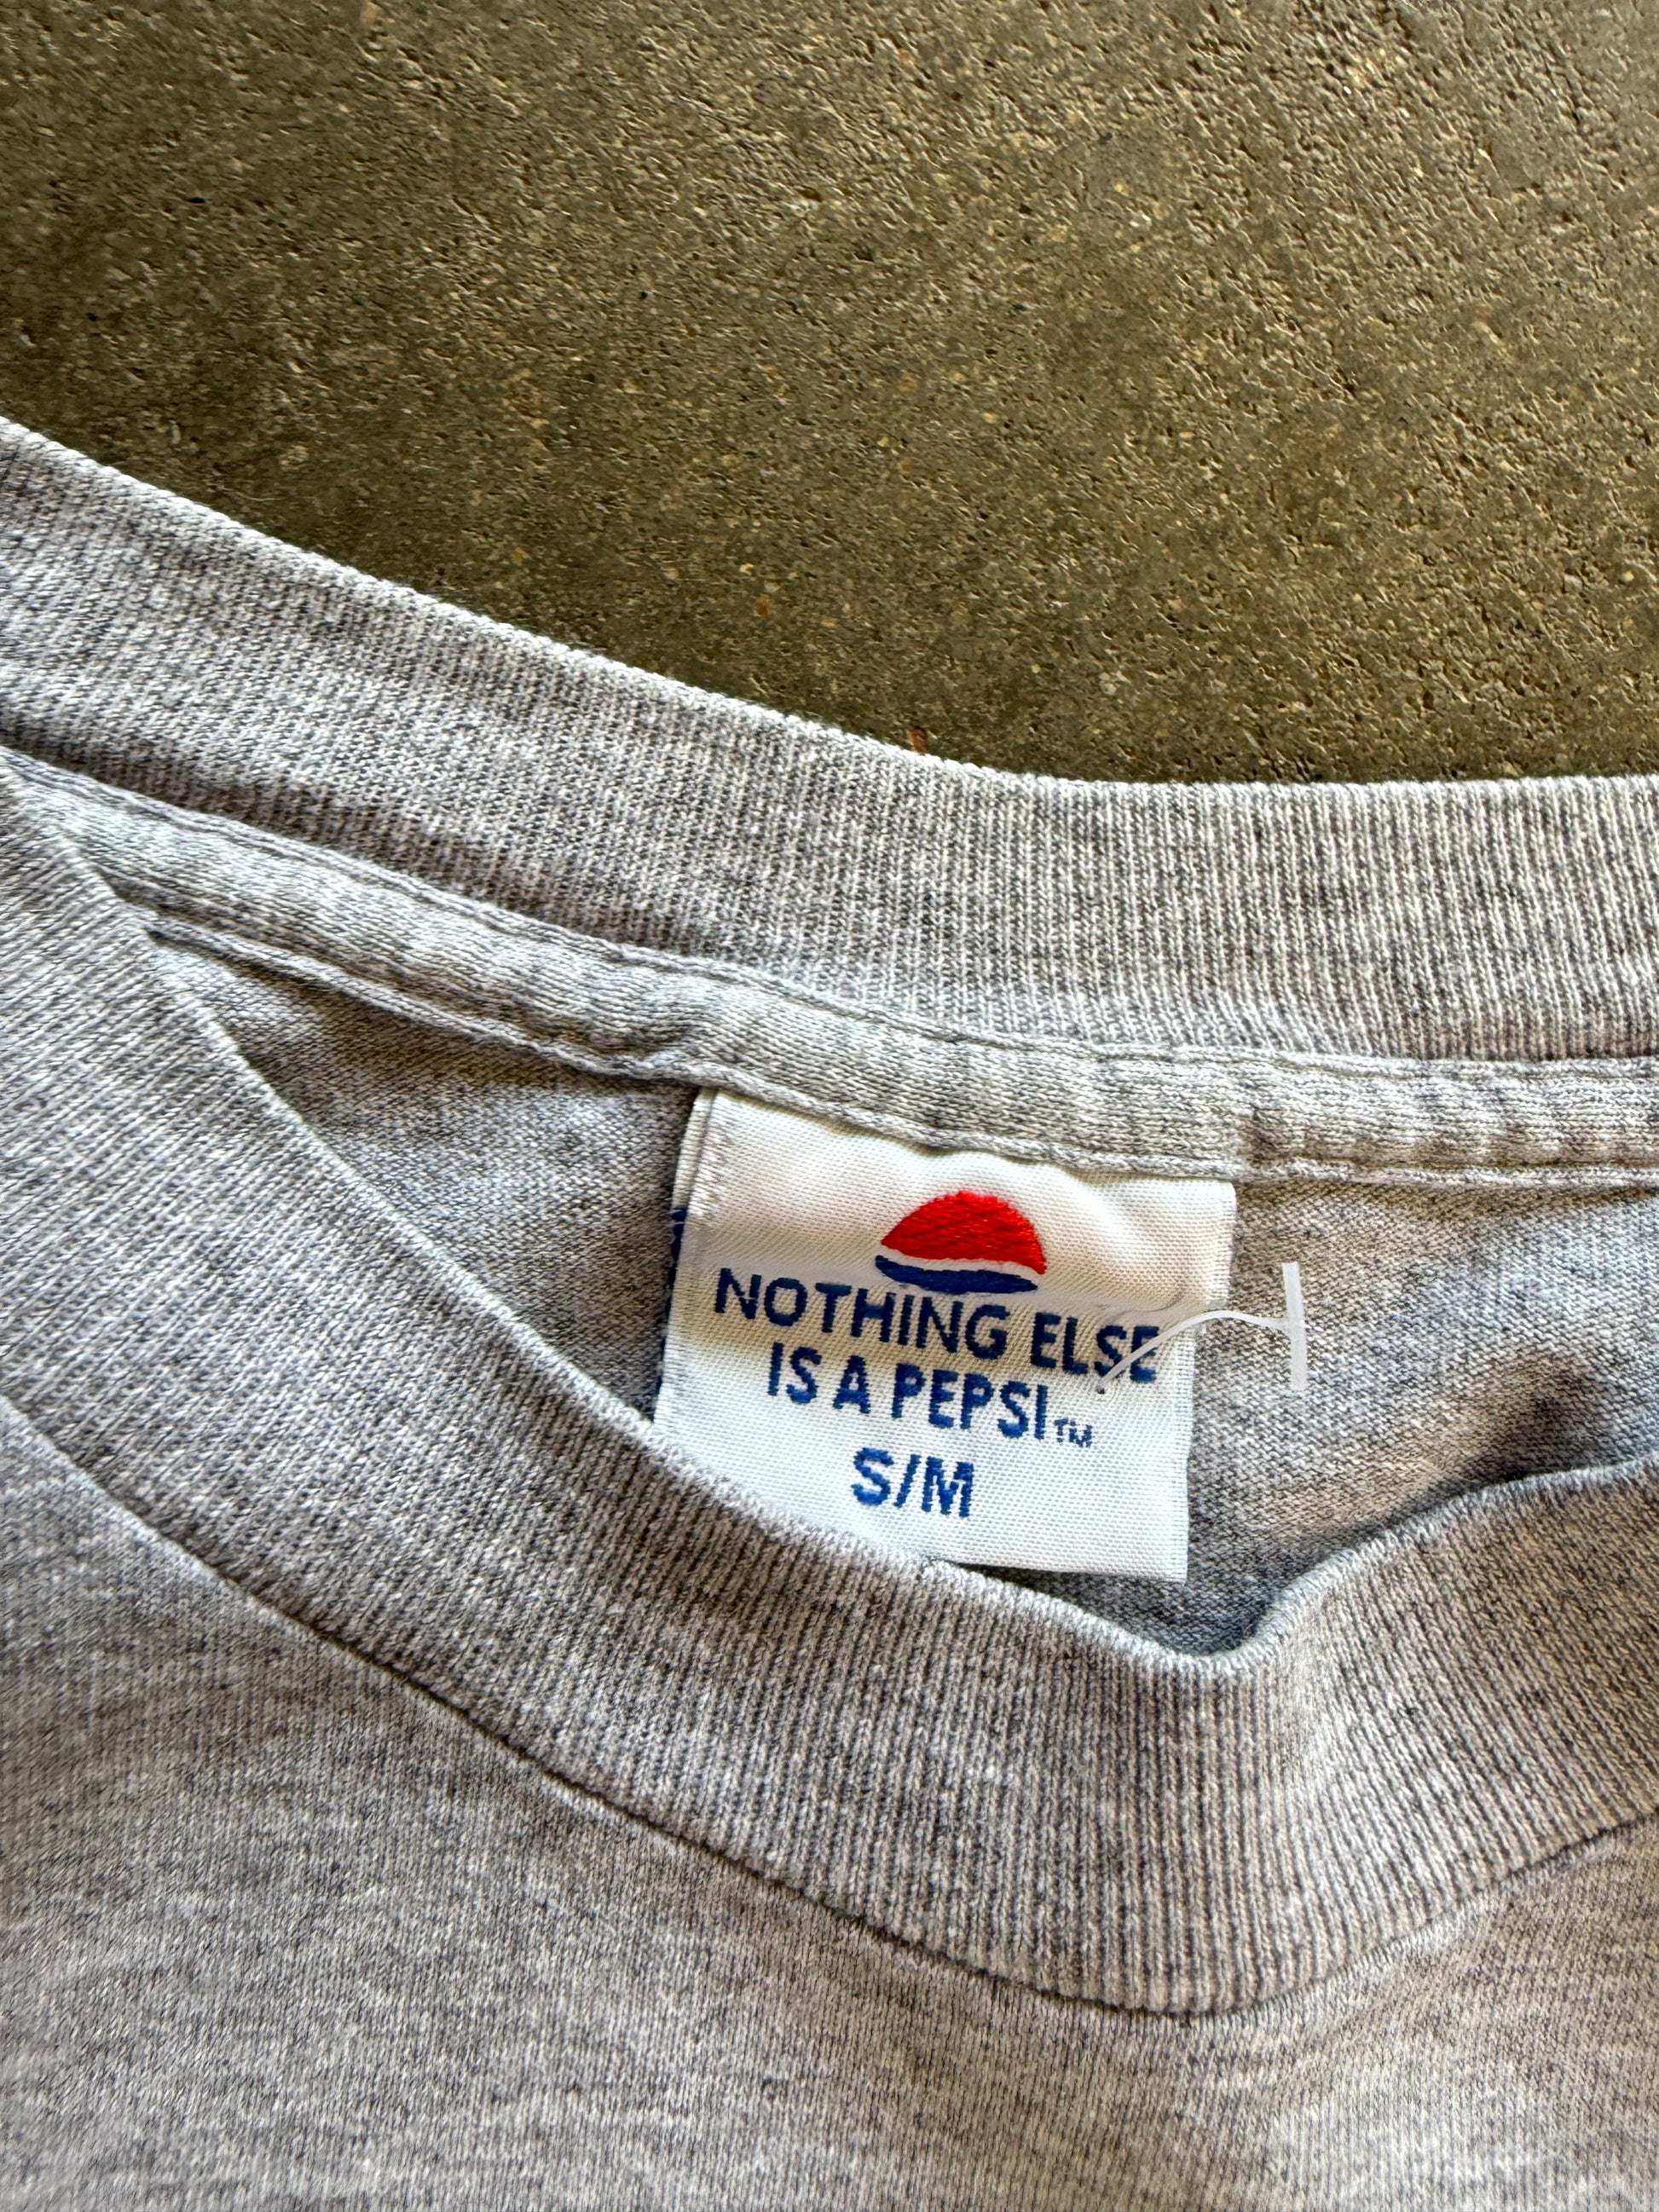 NOTHING ELSE
IS A PEPSI™
S/M